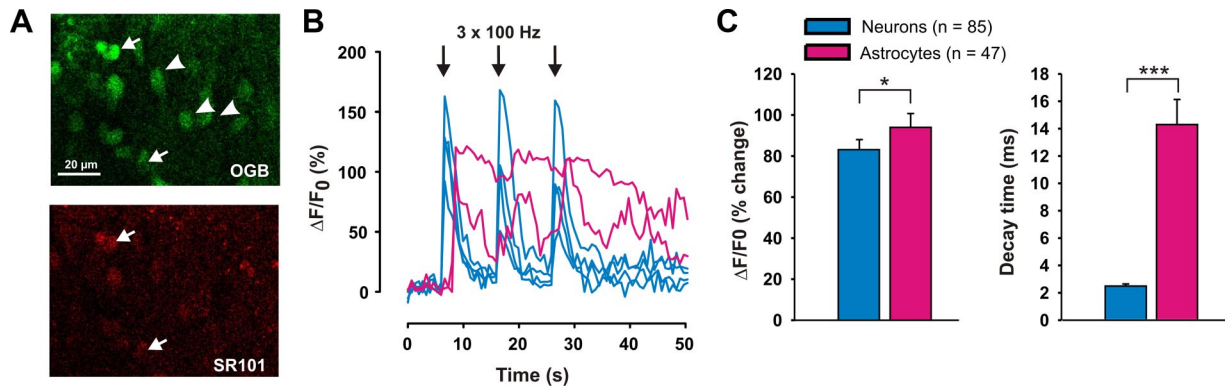 A
OGB
20 µm
SR101
B
3 x 100 Hz
ΔF/F0 (%)
200
150
100
50
0
0 10 20 30 40 50
Time (s)
C
Neurons (n = 85)
Astrocytes (n = 47)
ΔF/F0 (% change)
120
100
80
60
40
20
0
*
Decay time (ms)
18
16
14
12
10
8
6
4
2
0
***